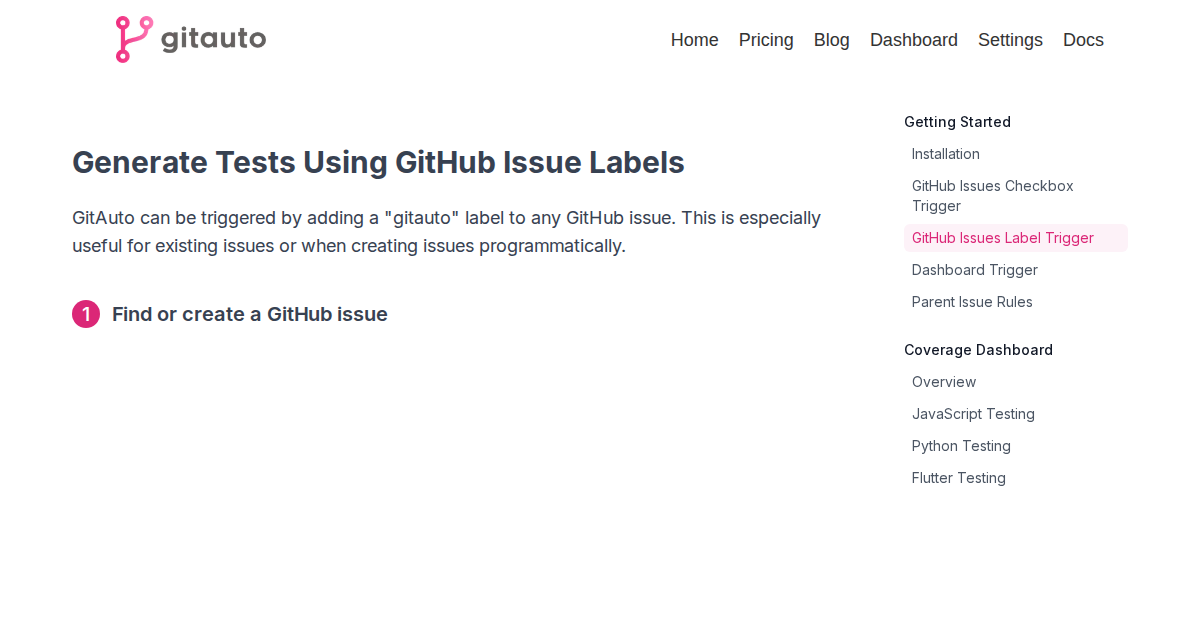 gitauto
Home Pricing Blog Dashboard Settings Docs
Generate Tests Using GitHub Issue Labels
GitAuto can be triggered by adding a "gitauto" label to any GitHub issue. This is especially
useful for existing issues or when creating issues programmatically.
1 Find or create a GitHub issue
Getting Started
Installation
GitHub Issues Checkbox
Trigger
GitHub Issues Label Trigger
Dashboard Trigger
Parent Issue Rules
Coverage Dashboard
Overview
JavaScript Testing
Python Testing
Flutter Testing